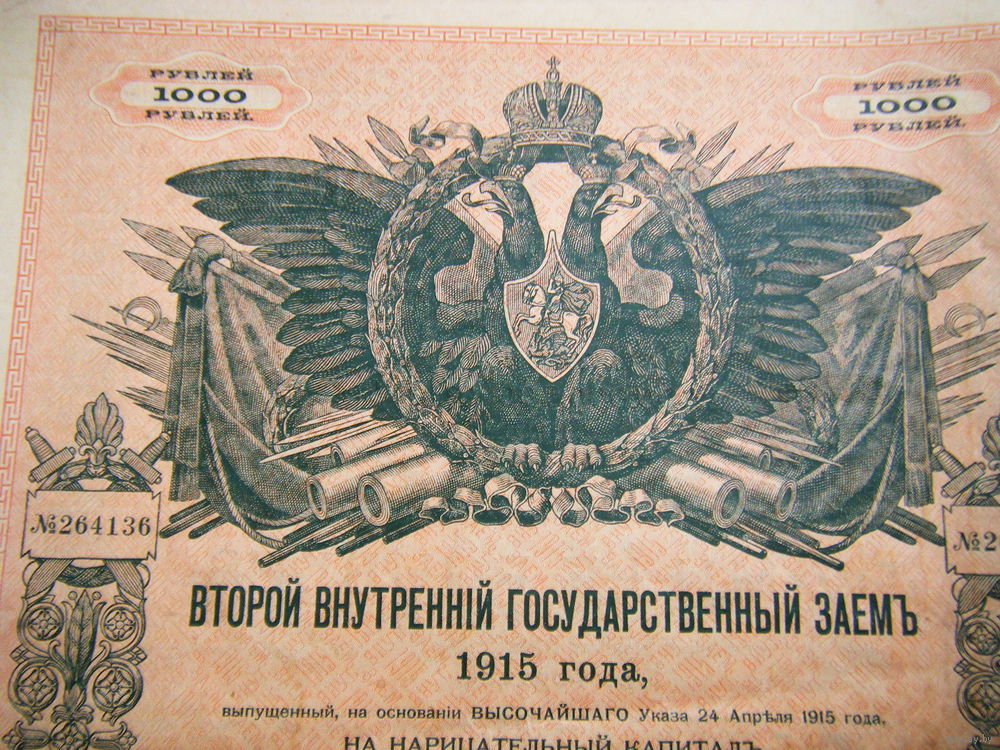 РУБЛЕЙ
1000
РУБЛЕЙ.
РУБЛЕЙ
1000
РУБЛЕЙ.
№264136
№2
ВТОРОЙ ВНУТРЕННІЙ ГОСУДАРСТВЕННЫЙ ЗАЕМЪ
1915 года,
выпущенный, на основаніи ВЫСОЧАЙШАГО Указа 24 Апрѣля 1915 года,
НА НАРИЦАТЕЛЬНЫЙ КАПИТАЛЪ